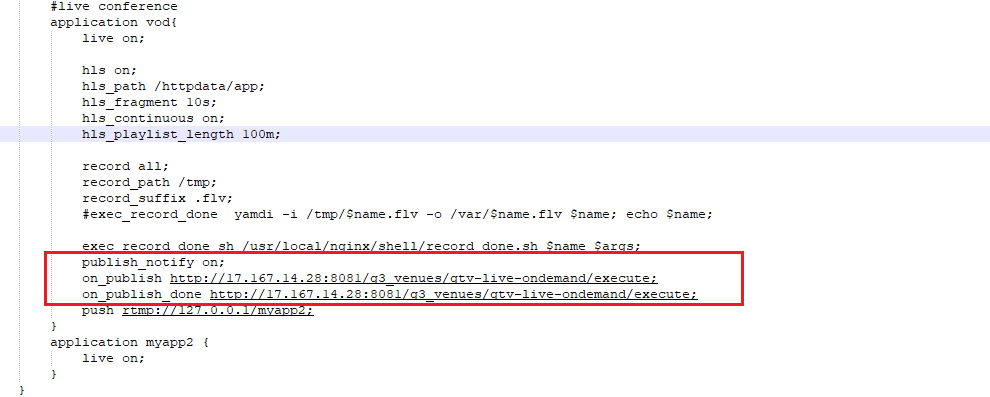 #live conference
application vod{
live on;
hls on;
hls_path /httpdata/app;
hls_fragment 10s;
hls_continuous on;
hls_playlist_length 100m;
record all;
record_path /tmp;
record_suffix .flv;
#exec_record_done  yamdi -i /tmp/$name.flv -o /var/$name.flv $name; echo $name;
exec_record_done sh /usr/local/nginx/shell/record_done.sh $name $args;
publish_notify on;
on_publish http://17.167.14.28:8081/g3_venues/gtv-live-ondemand/execute;
on_publish_done http://17.167.14.28:8081/g3_venues/gtv-live-ondemand/execute;
push rtmp://127.0.0.1/myapp2;
}
application myapp2 {
live on;
}
}